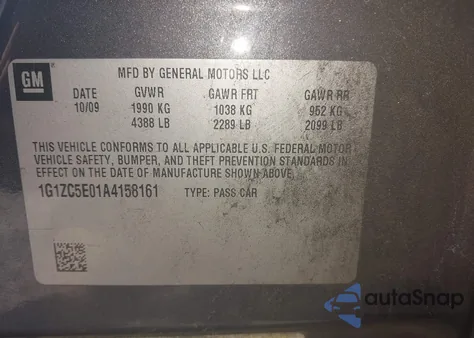 GM
MFD BY GENERAL MOTORS LLC
DATE GVWR GAWR FRT GAWR RR
10/09 1990 KG 1038 KG 952 KG
4388 LB 2289 LB 2099 LB
THIS VEHICLE CONFORMS TO ALL APPLICABLE U.S. FEDERAL MOTOR
VEHICLE SAFETY, BUMPER, AND THEFT PREVENTION STANDARDS IN
EFFECT ON THE DATE OF MANUFACTURE SHOWN ABOVE.
1G1ZC5E01A4158161 TYPE: PASS CAR
autoSnap